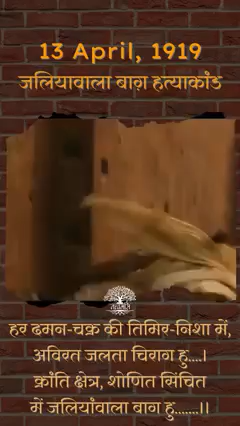 13 April, 1919
जलियावाला बाग़ हत्याकांड
हर दमन-चक्र की तिमिर-निशा में,
अविरत जलता चिराग हु....।
क्रांति क्षेत्र, शोणित सिंचित
में जलियांवाला बाग हु.......।।